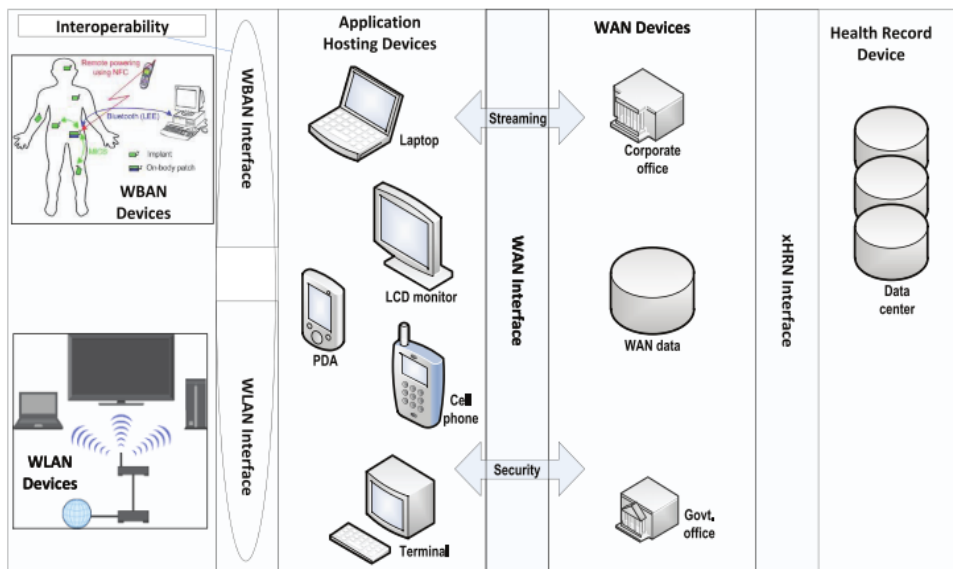 Interoperability
Remote powering
using NFC
Bluetooth (LEE)
MICS
Implant
On-body patch
WBAN
Devices
WLAN
Devices
WBAN Interface
WLAN Interface
Application
Hosting Devices
Laptop
LCD monitor
PDA
Cell
phone
Terminal
Streaming
WAN Interface
Security
WAN Devices
Corporate
office
WAN data
Govt.
office
xHRN Interface
Health Record
Device
Data
center